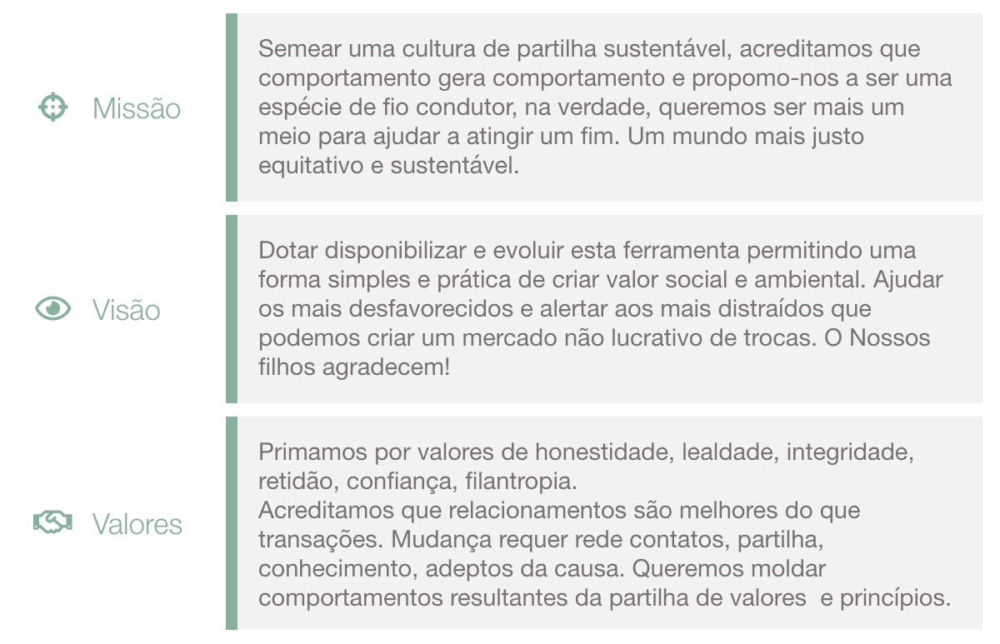 Missão
Semear uma cultura de partilha sustentável, acreditamos que
comportamento gera comportamento e propomo-nos a ser uma
espécie de fio condutor, na verdade, queremos ser mais um
meio para ajudar a atingir um fim. Um mundo mais justo
equitativo e sustentável.
Visão
Dotar disponibilizar e evoluir esta ferramenta permitindo uma
forma simples e prática de criar valor social e ambiental. Ajudar
os mais desfavorecidos e alertar aos mais distraídos que
podemos criar um mercado não lucrativo de trocas. O Nossos
filhos agradecem!
Valores
Primamos por valores de honestidade, lealdade, integridade,
retidão, confiança, filantropia.
Acreditamos que relacionamentos são melhores do que
transações. Mudança requer rede contatos, partilha,
conhecimento, adeptos da causa. Queremos moldar
comportamentos resultantes da partilha de valores  e princípios.